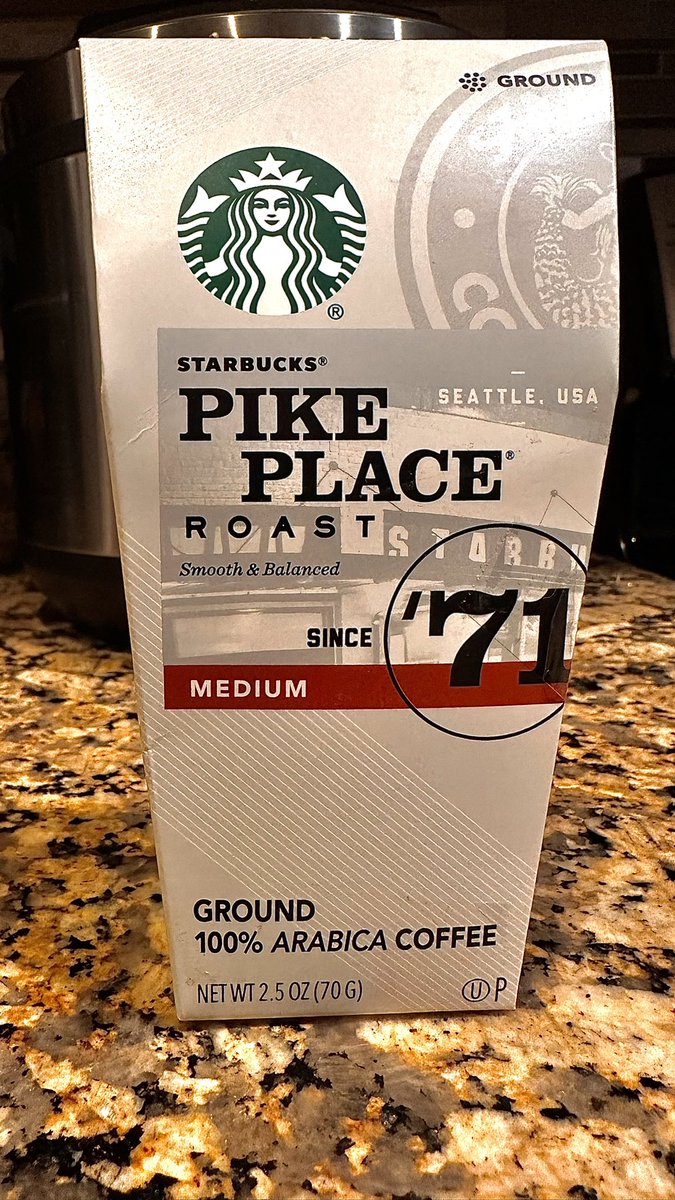 GROUND
®
STARBUCKS®
SEATTLE, USA
PIKE
PLACE®
ROAST
STARBU
Smooth & Balanced
SINCE '71
MEDIUM
GROUND
100% ARABICA COFFEE
NET WT 2.5 OZ (70 G)
U P